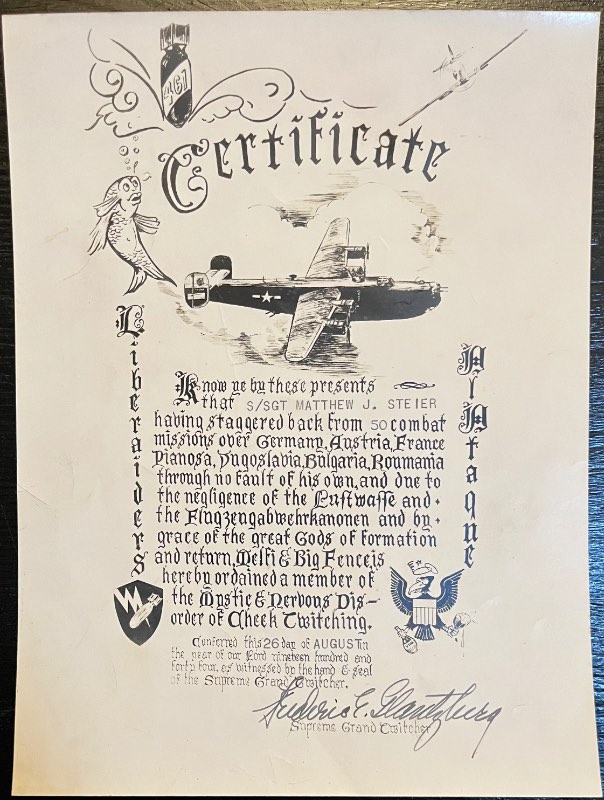 461
Certificate
Liberaiders
Al Ataque
Know ye by these presents
that S/SGT MATTHEW J. STEIER
having staggered back from 50 combat
missions over Germany, Austria, France
Pianosa, Yugoslavia, Bulgaria, Roumania
through no fault of his own, and due to
the negligence of the Luftwaffe and
the Flugzeugabwehrkanonen and by
grace of the great Gods of Formation
and return, Melfi & Big Fence, is
hereby ordained a member of
the Mystic & Nervous Dis-
order of Cheek Twitching.
Conferred this 26 day of AUGUST in
the year of our Lord nineteen hundred and
forty four, as witnessed by the hand & seal
of the Supreme Grand Twitcher.
Frederic E. Glantzberg
Supreme Grand Twitcher